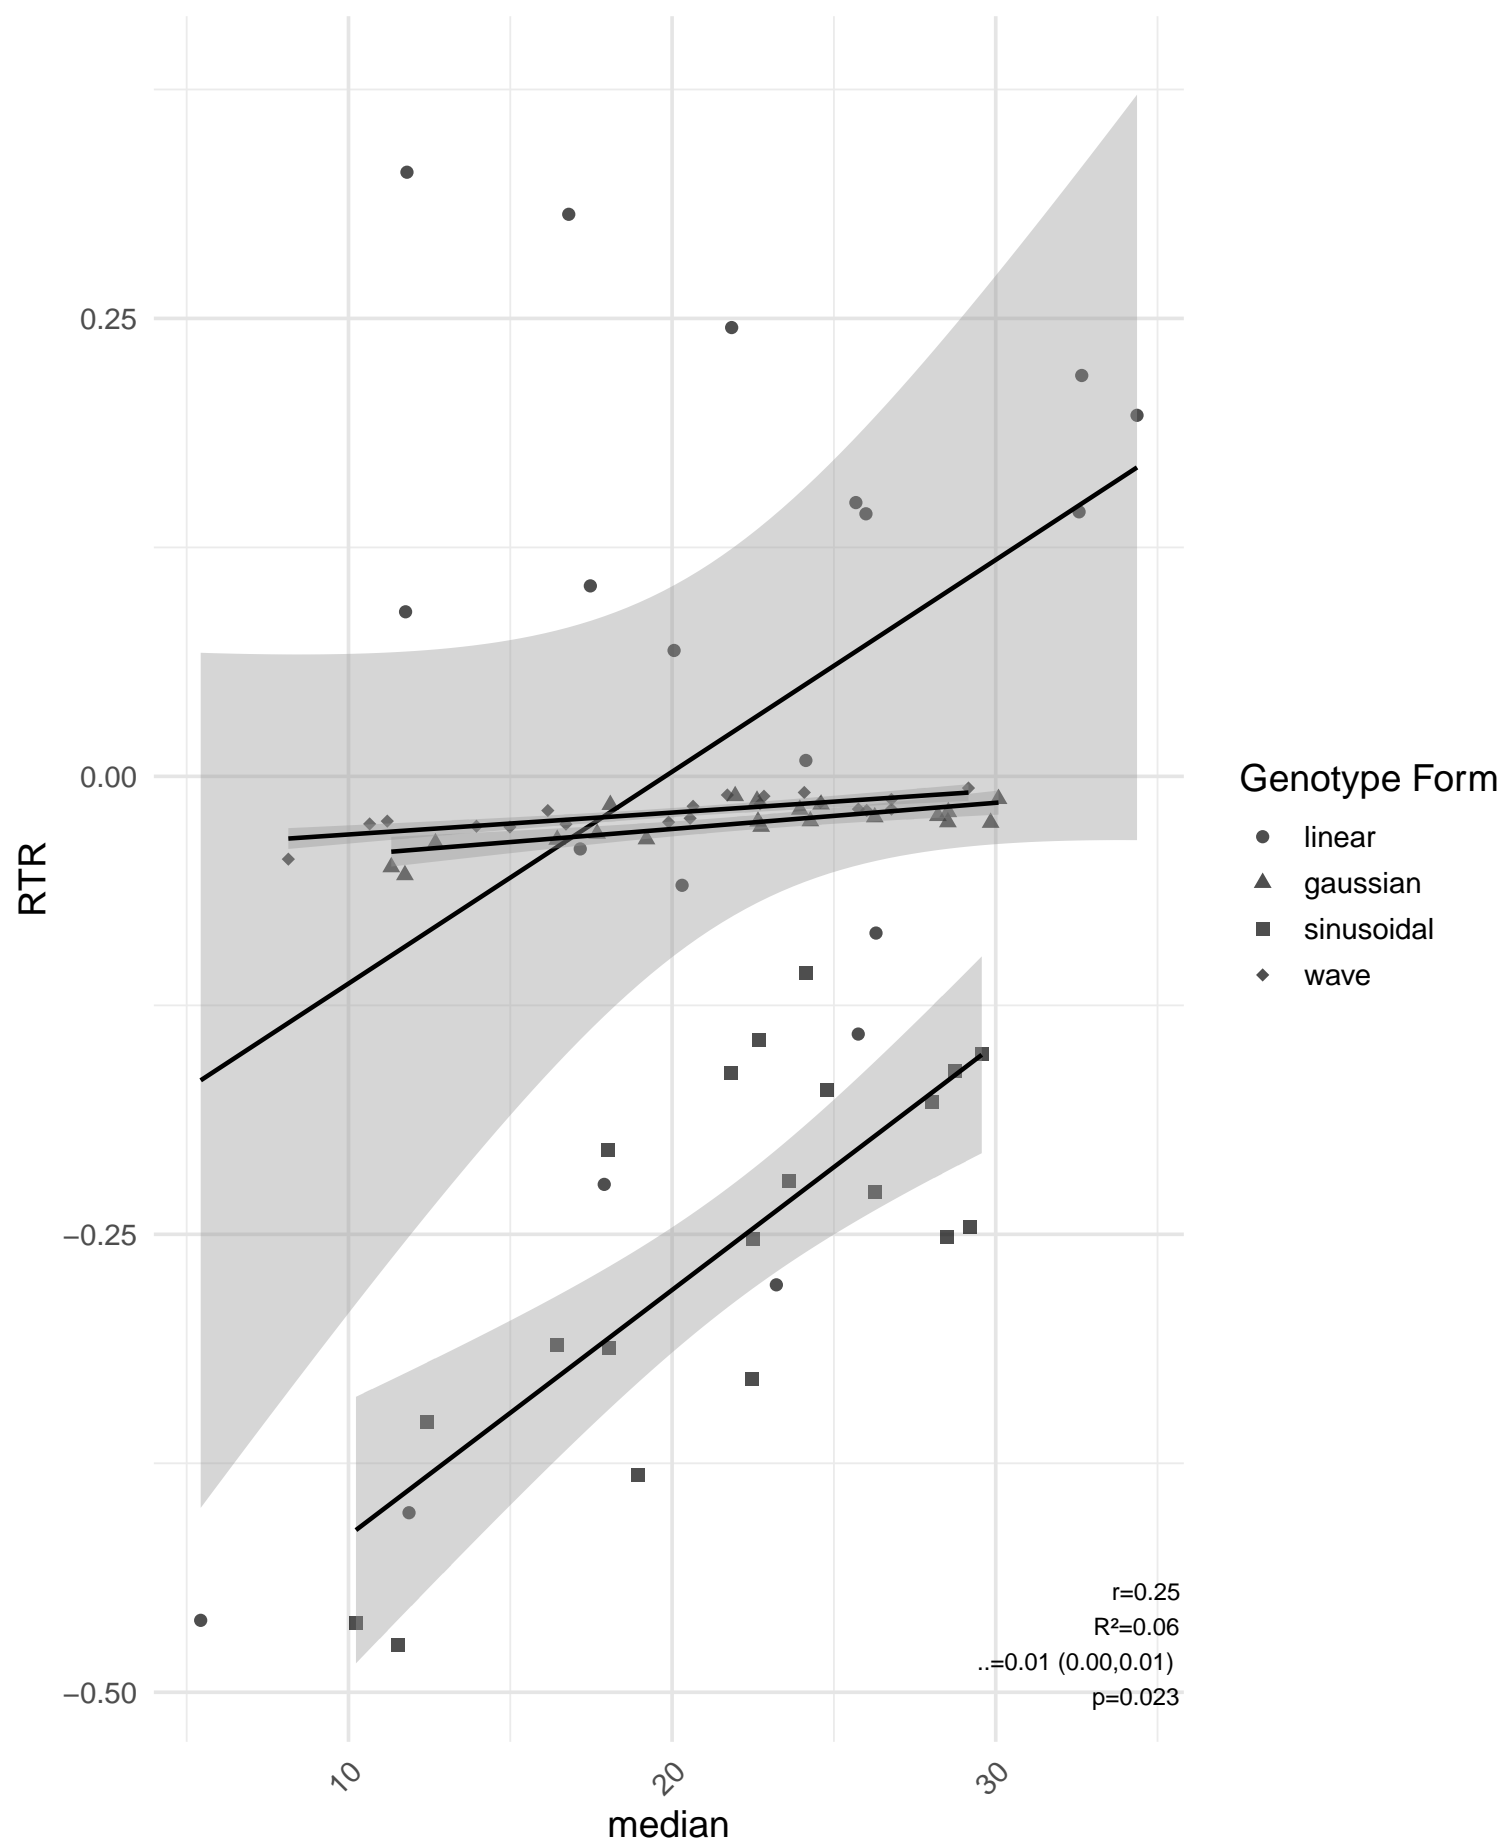 0.25
0.00
−0.25
−0.50
RTR
10
20
30
median
r=0.25
R²=0.06
..=0.01 (0.00,0.01)
p=0.023
Genotype Form
linear
gaussian
sinusoidal
wave